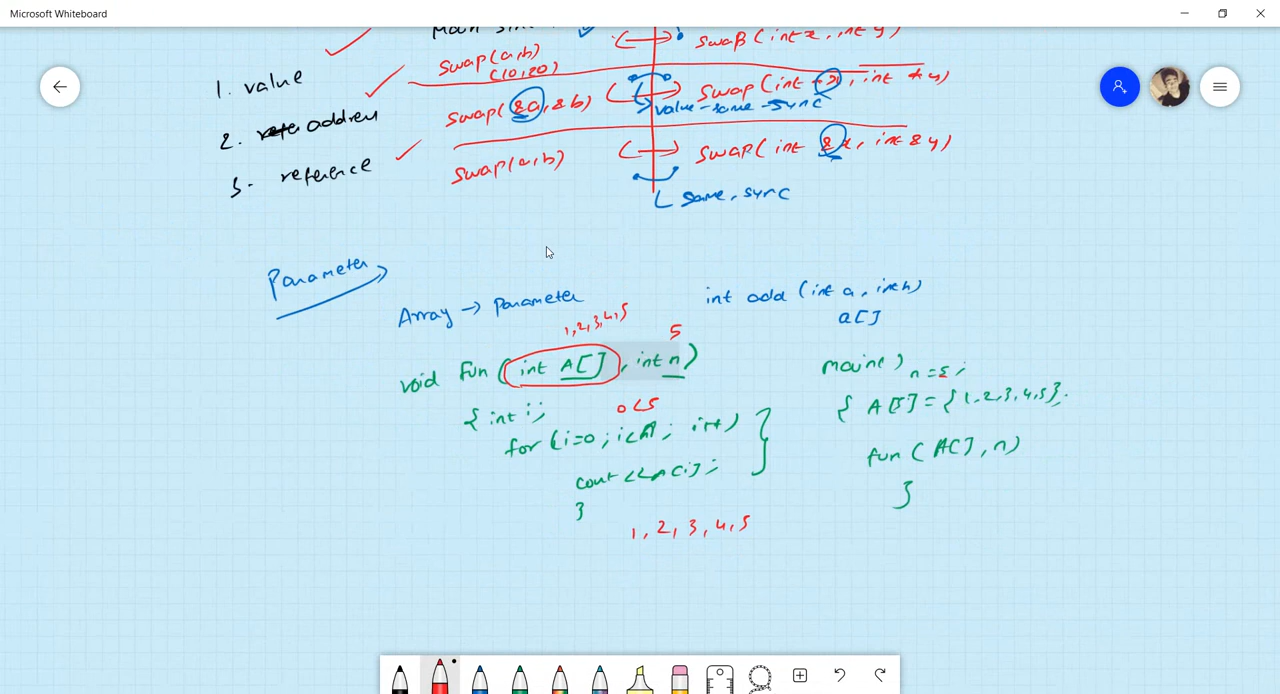 Microsoft Whiteboard
main
swap(a,b) swap(int x, int y)
1. value (10,20)
swap(&a,&b) swap(int *x, int *y)
2. address value-same-sync
3. reference swap(a,b) swap(int &x, int &y)
same, sync
Parameter
Array → Parameter int add (int a, int b)
1,2,3,4,5 a[]
5
void fun (int A[], int n) main()
n=5;
{ int i; 0<5 { A[5]={1,2,3,4,5};
for (i=0; i<n; i++) fun(A[], n)
cout<<A[i]; }
}
1, 2, 3, 4, 5